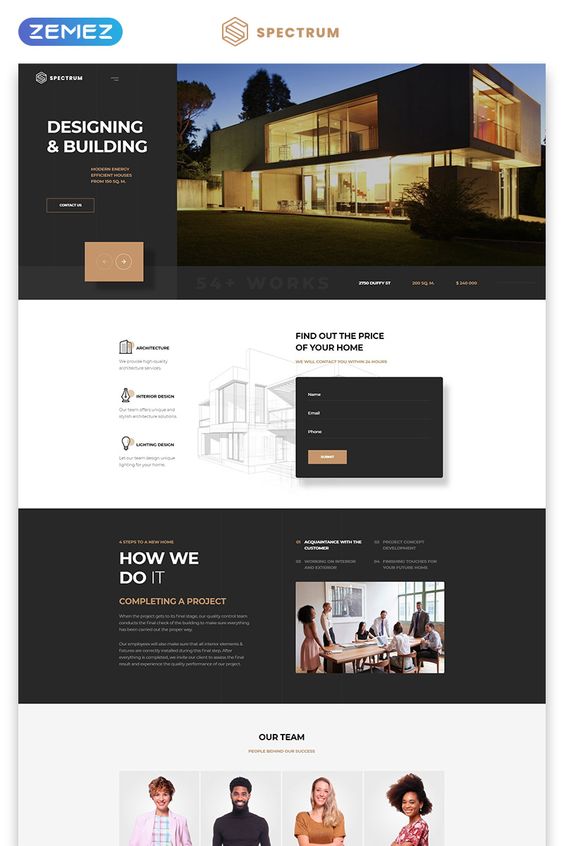 ZEMEZ
SPECTRUM
SPECTRUM
DESIGNING
& BUILDING
MODERN ENERGY
EFFICIENT HOUSES
FROM 150 SQ. M.
CONTACT US
54+ WORKS
2750 DUFFY ST
200 SQ. M.
$ 240 000
ARCHITECTURE
We provide high-quality
architecture services.
INTERIOR DESIGN
Our team offers unique and
stylish architecture solutions.
LIGHTING DESIGN
Let our team design unique
lighting for your home.
FIND OUT THE PRICE
OF YOUR HOME
WE WILL CONTACT YOU WITHIN 24 HOURS
Name
Email
Phone
SUBMIT
4 STEPS TO A NEW HOME
HOW WE
DO IT
COMPLETING A PROJECT
When the project gets to its final stage, our quality control team
conducts the final check of the building to make sure everything
has been carried out the proper way.
Our employees will also make sure that all interior elements &
fixtures are correctly installed during this final step. After
everything is completed, we invite our client to assess the final
result and experience the quality performance of our project.
01 ACQUAINTANCE WITH THE
CUSTOMER
02 PROJECT CONCEPT
DEVELOPMENT
03 WORKING ON INTERIOR
AND EXTERIOR
04 FINISHING TOUCHES FOR
YOUR FUTURE HOME
OUR TEAM
PEOPLE BEHIND OUR SUCCESS